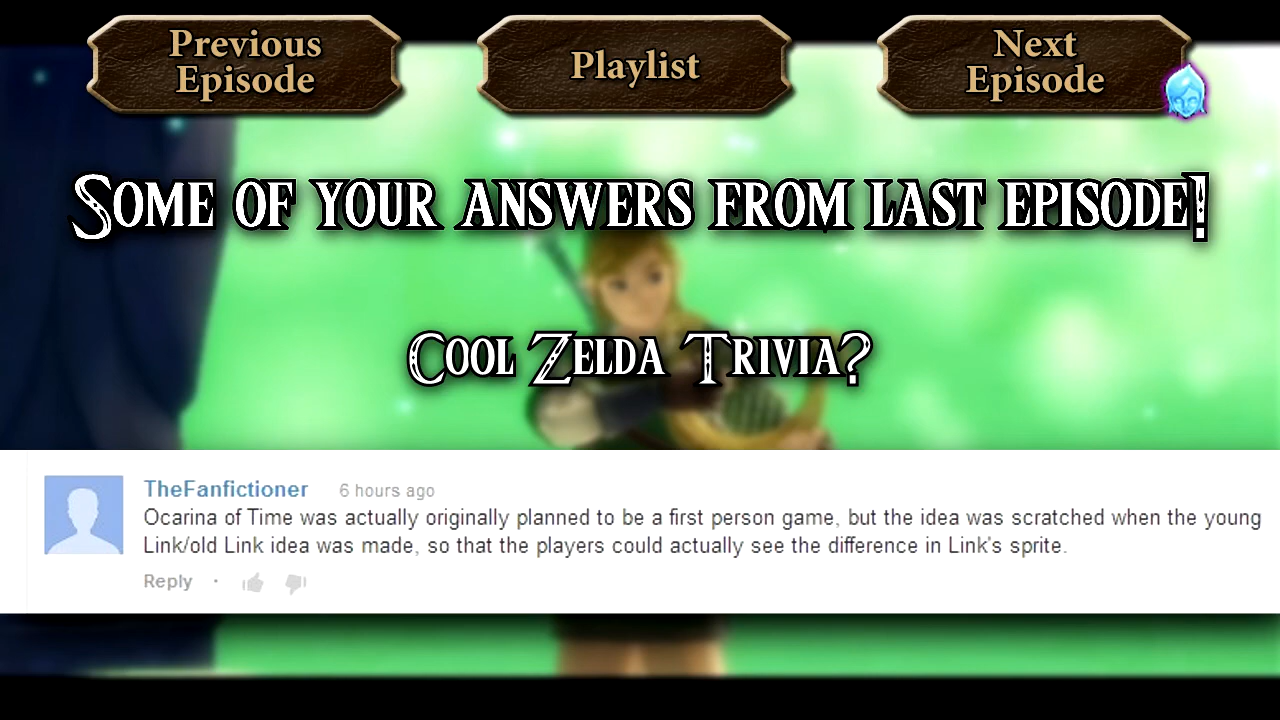 Previous
Episode
Playlist
Next
Episode
Some of your answers from last episode!
Cool Zelda Trivia?
TheFanfictioner 6 hours ago
Ocarina of Time was actually originally planned to be a first person game, but the idea was scratched when the young
Link/old Link idea was made, so that the players could actually see the difference in Link's sprite.
Reply ·